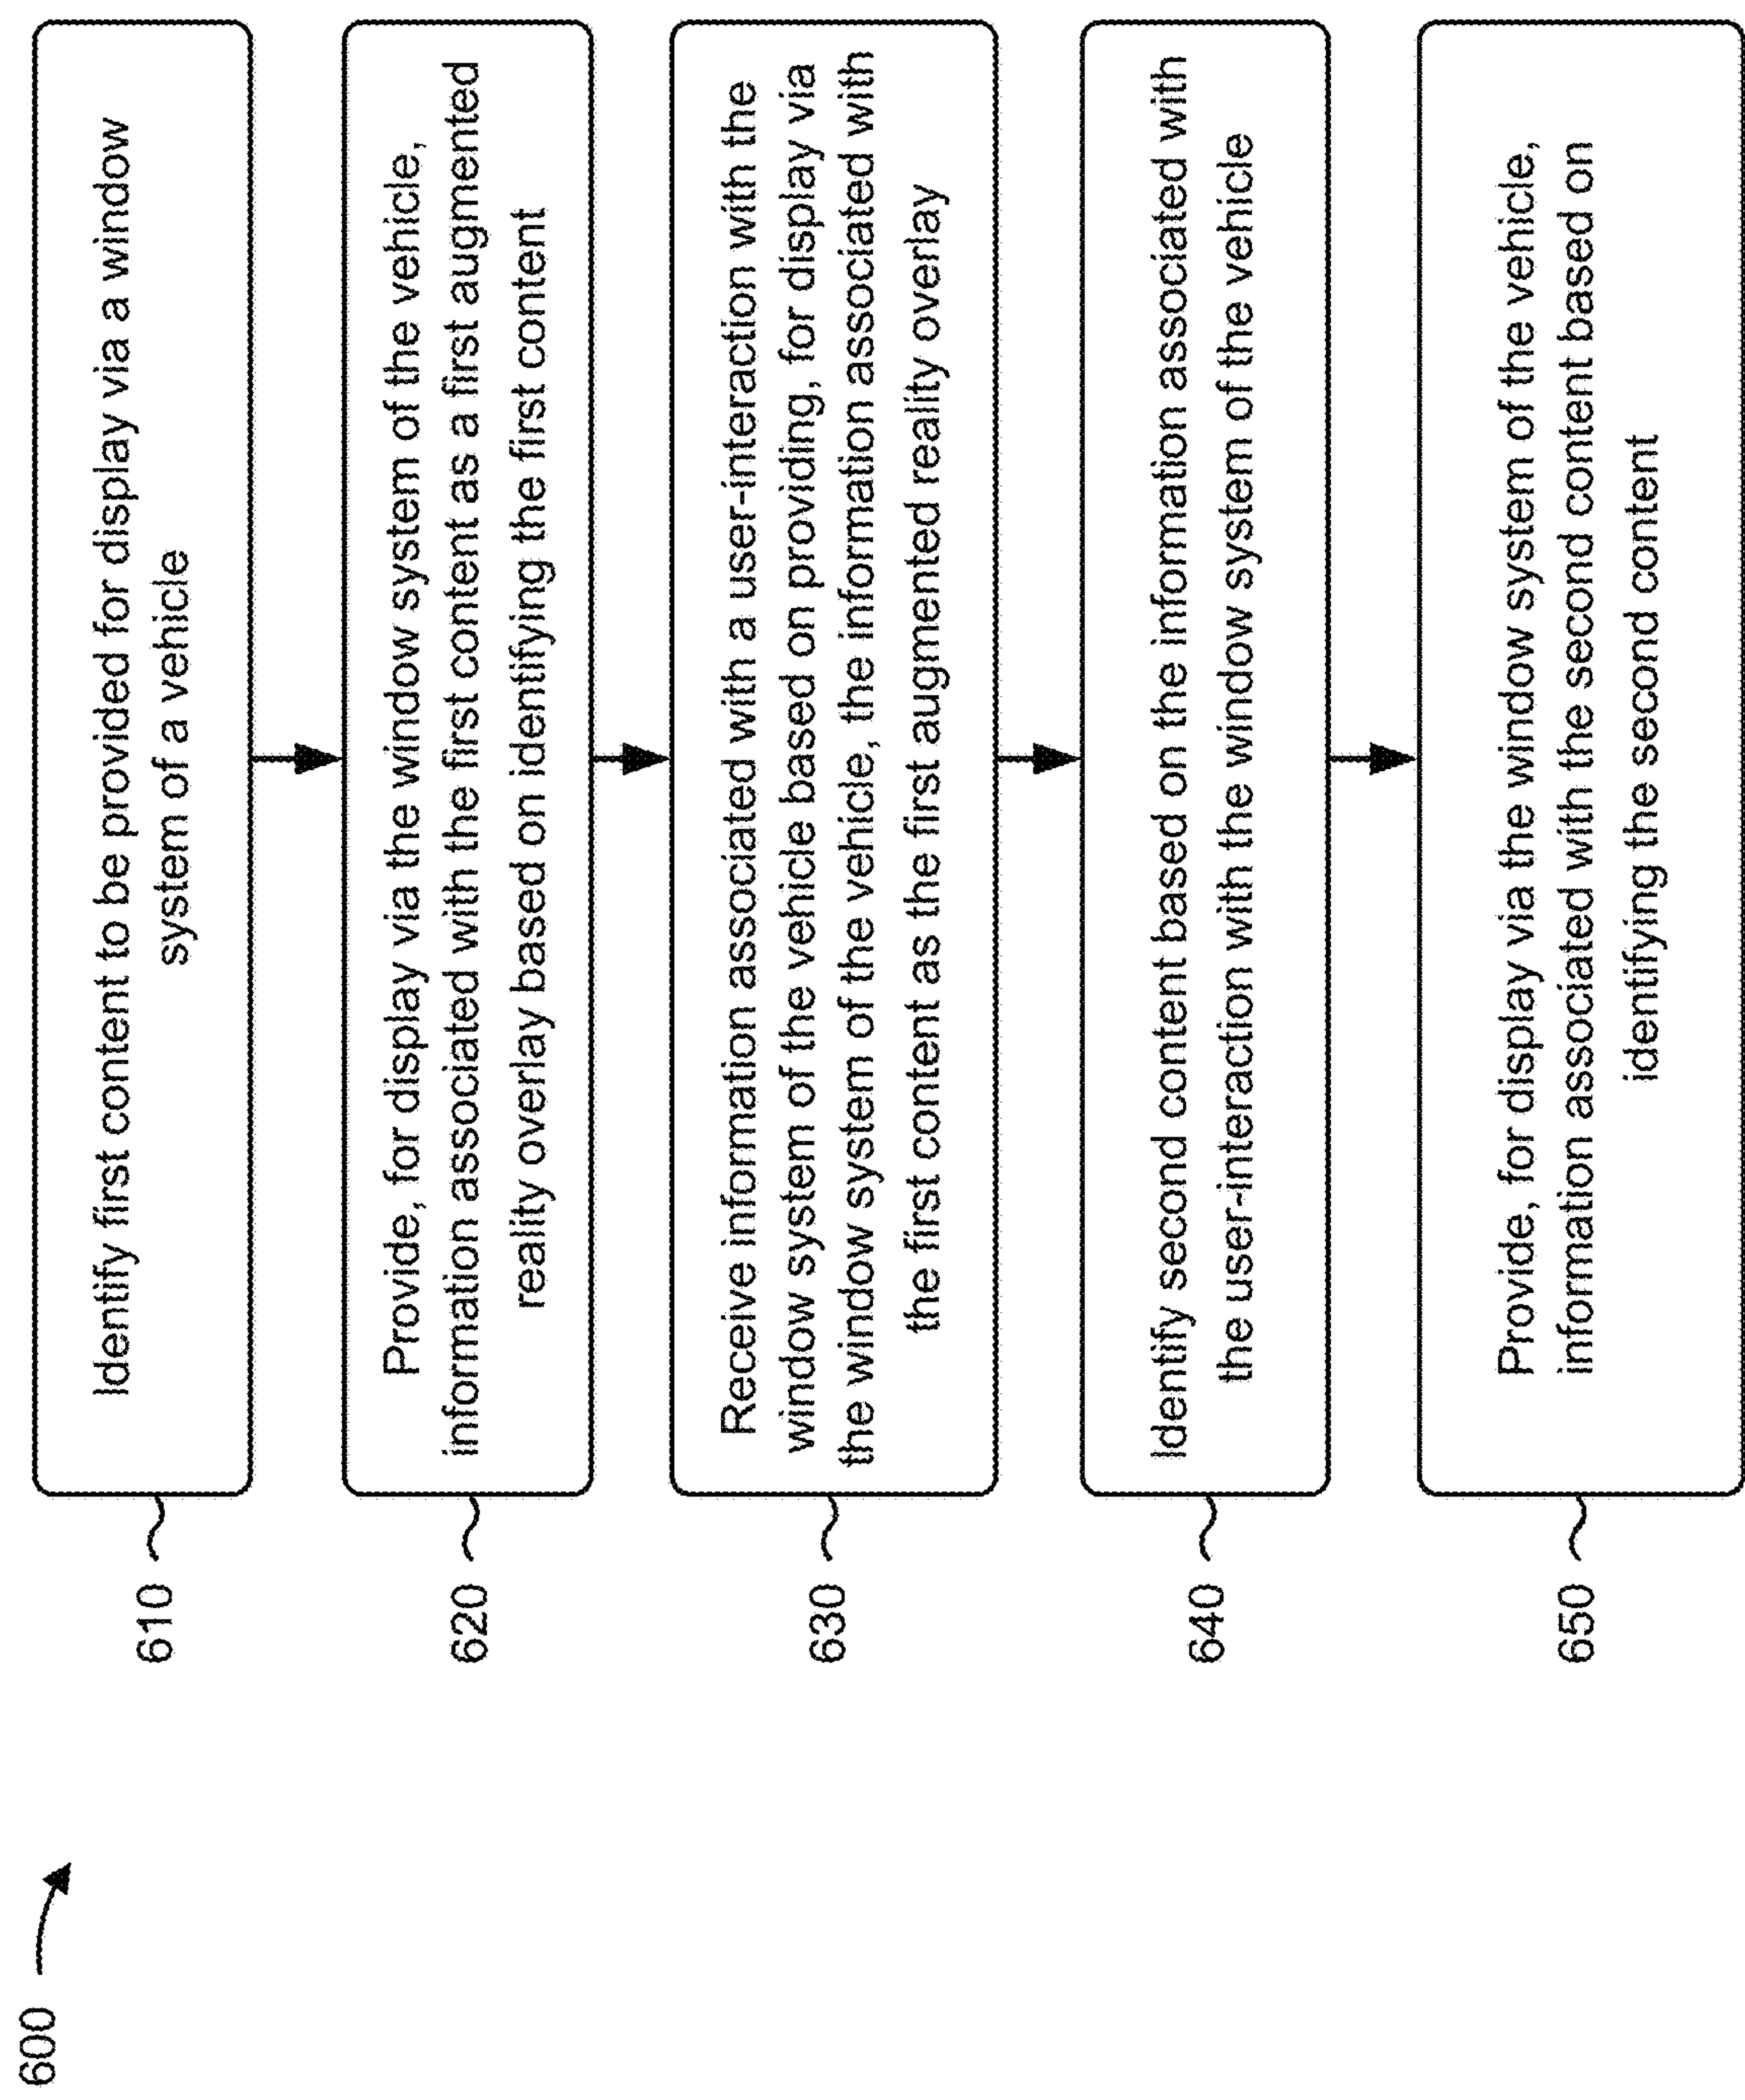 600
610
Identify first content to be provided for display via a window
system of a vehicle
620
Provide, for display via the window system of the vehicle,
information associated with the first content as a first augmented
reality overlay based on identifying the first content
630
Receive information associated with a user-interaction with the
window system of the vehicle based on providing, for display via
the window system of the vehicle, the information associated with
the first content as the first augmented reality overlay
640
Identify second content based on the information associated with
the user-interaction with the window system of the vehicle
650
Provide, for display via the window system of the vehicle,
information associated with the second content based on
identifying the second content